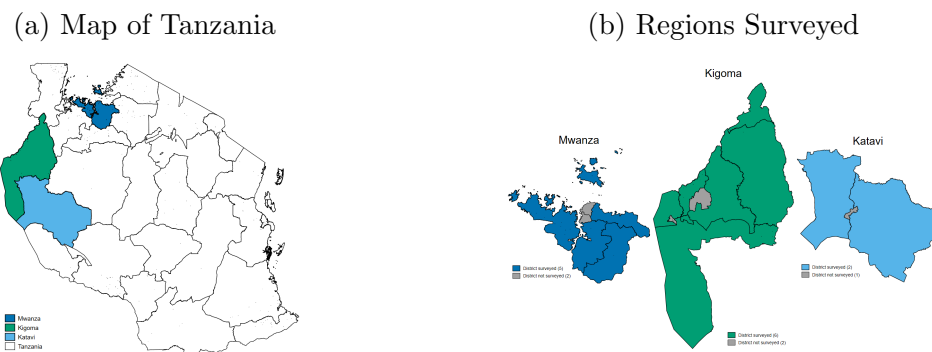 (a) Map of Tanzania
(b) Regions Surveyed
Mwanza
Kigoma
Katavi
Tanzania
Kigoma
Mwanza
Katavi
District surveyed (5)
District not surveyed (2)
District surveyed (6)
District not surveyed (2)
District surveyed (2)
District not surveyed (1)